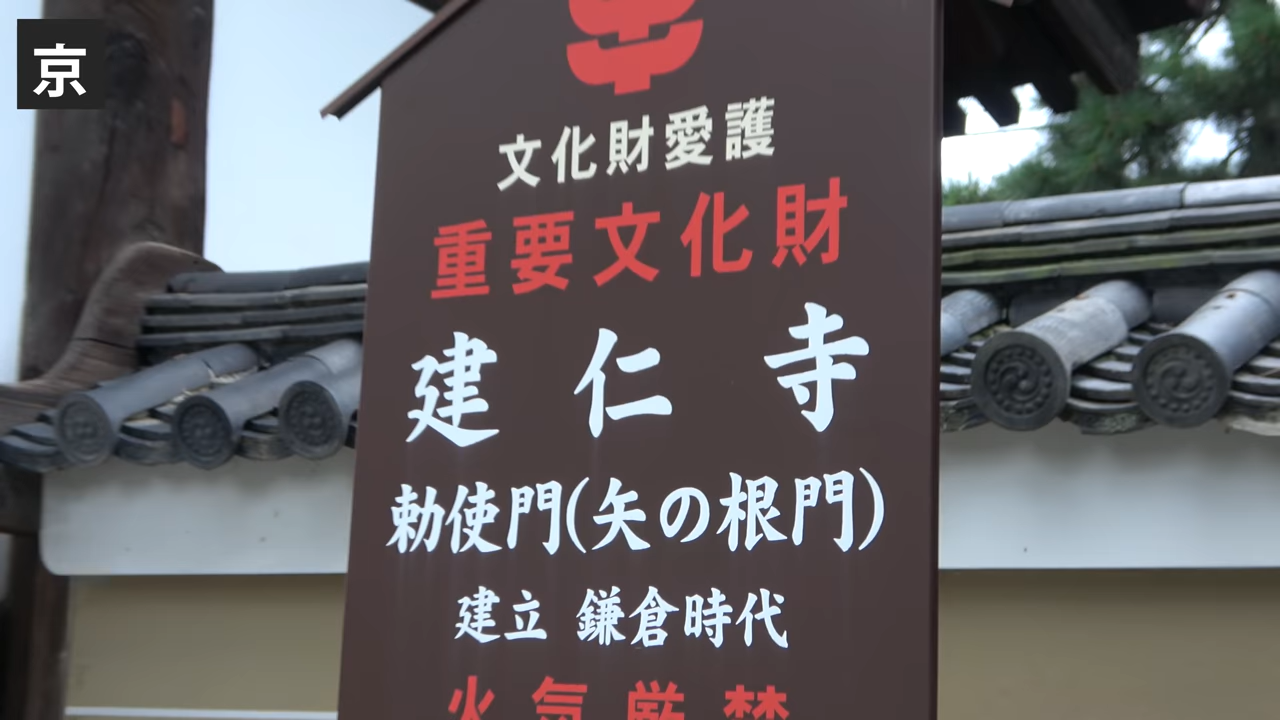 京
文化財愛護
重要文化財
建仁寺
勅使門(矢の根門)
建立 鎌倉時代
火気厳禁